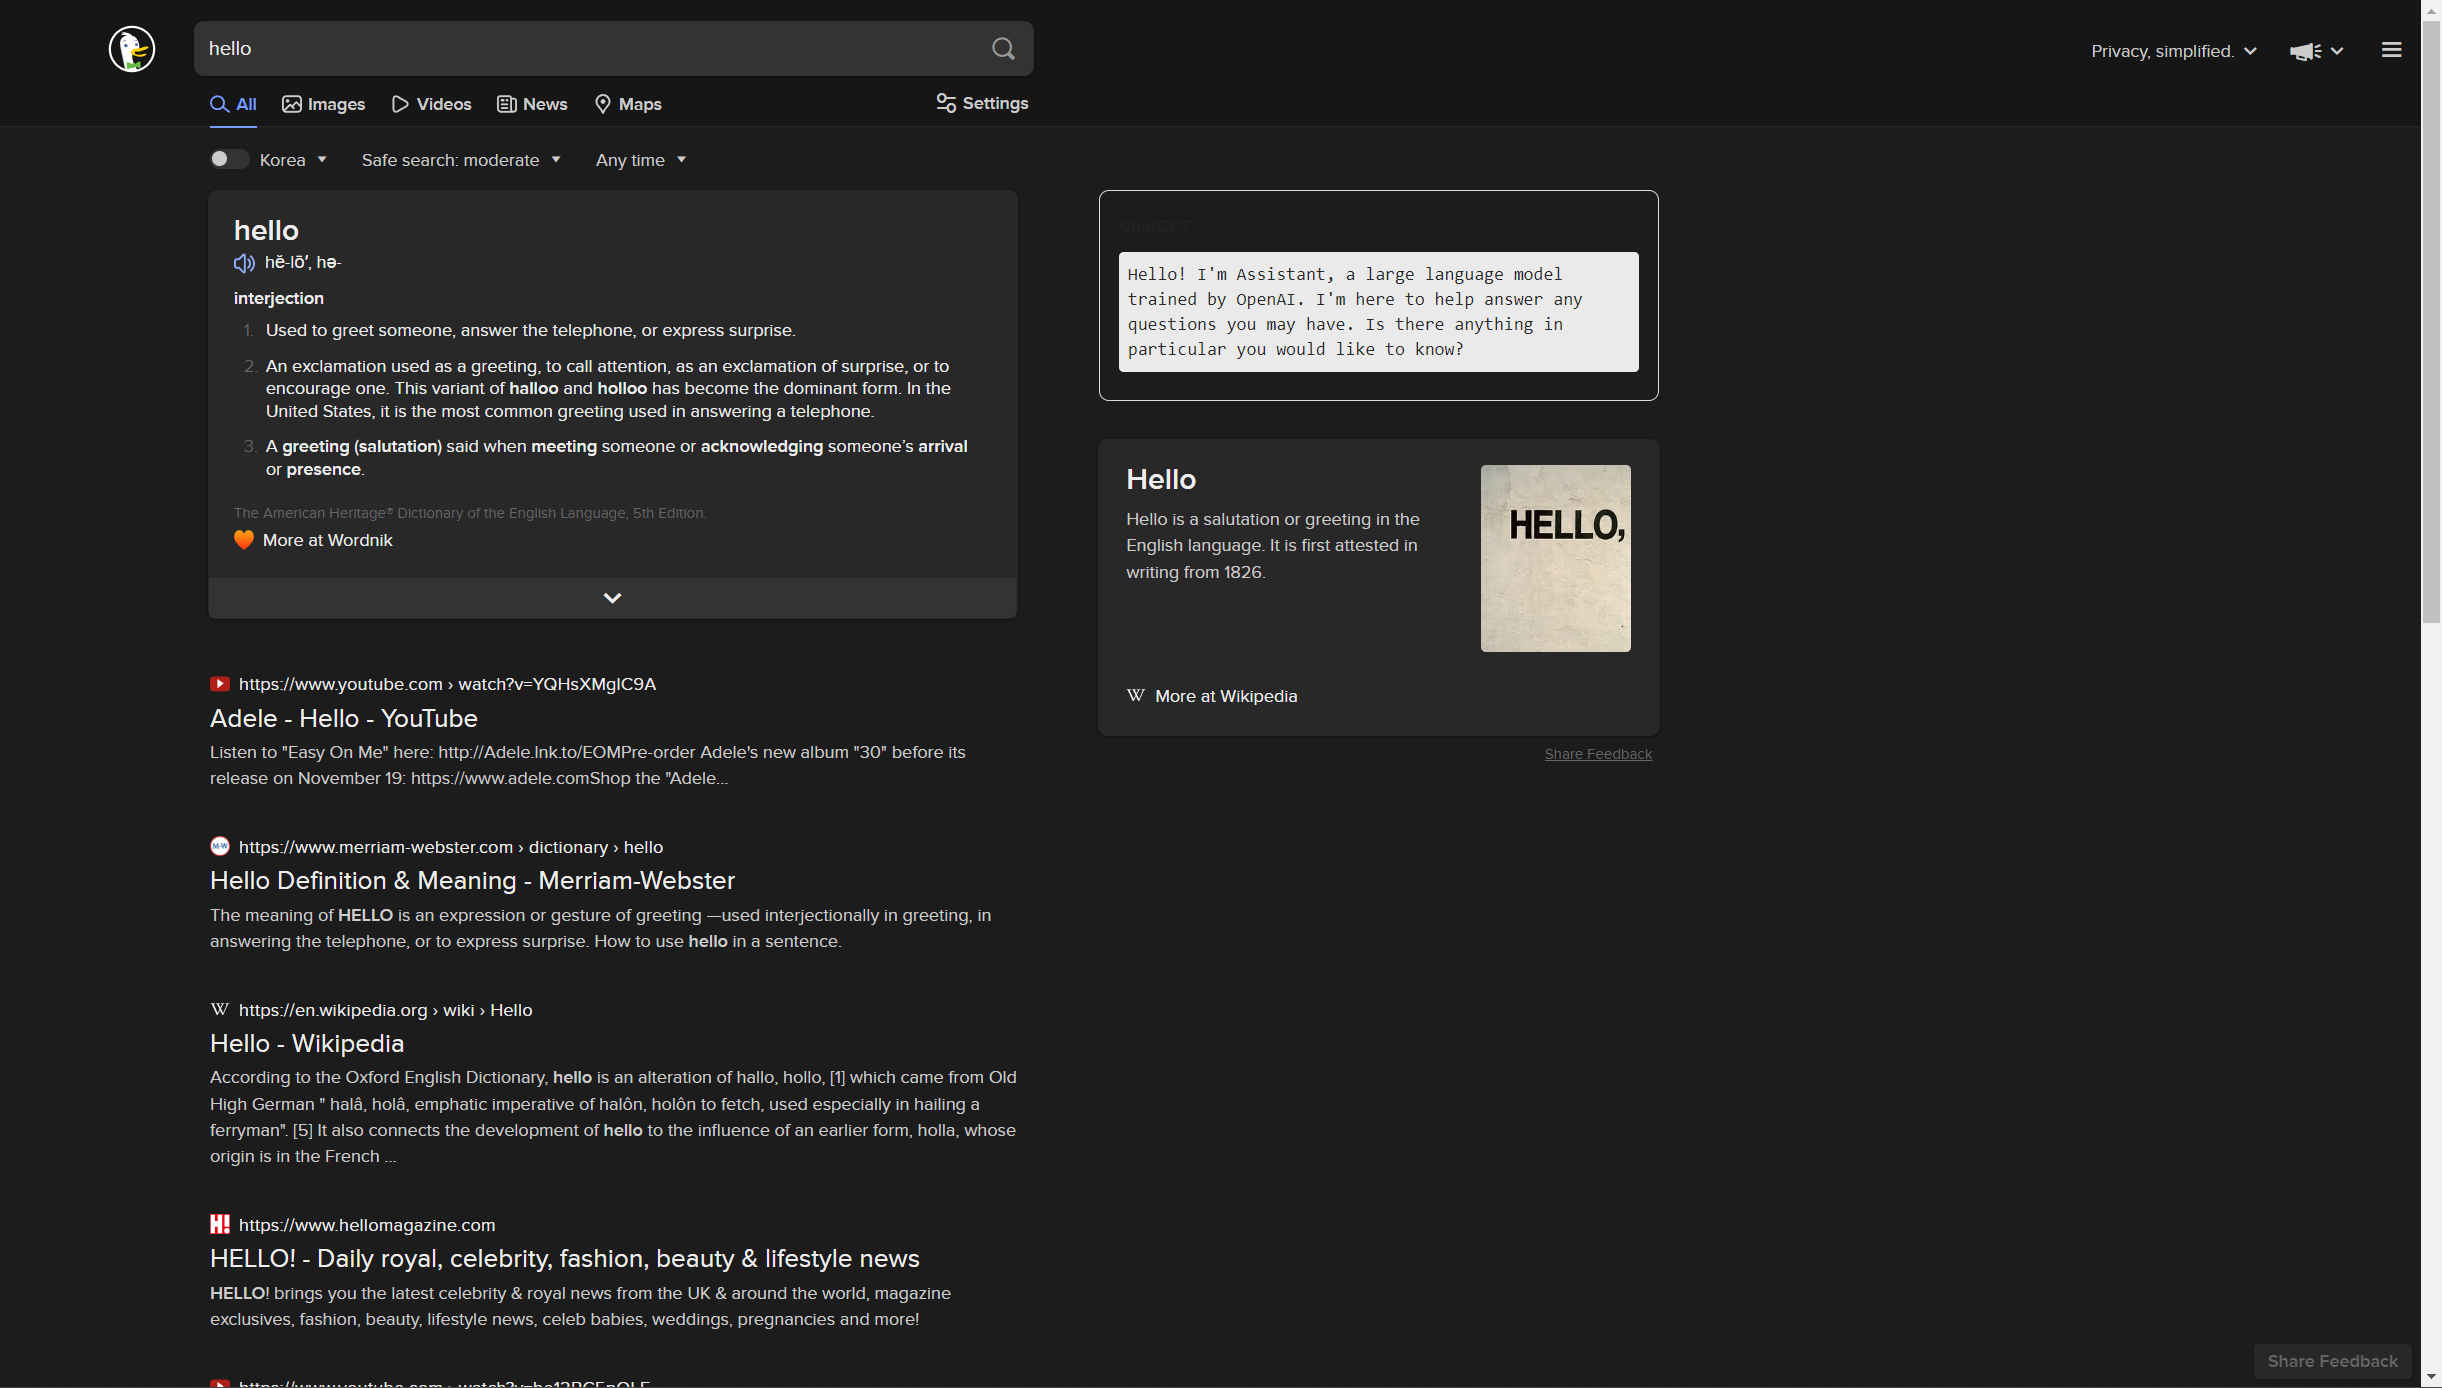 hello
Privacy, simplified.
All
Images
Videos
News
Maps
Settings
Korea
Safe search: moderate
Any time
hello
hĕ-lō′, hə-
interjection
1. Used to greet someone, answer the telephone, or express surprise.
2. An exclamation used as a greeting, to call attention, as an exclamation of surprise, or to
encourage one. This variant of halloo and holloo has become the dominant form. In the
United States, it is the most common greeting used in answering a telephone.
3. A greeting (salutation) said when meeting someone or acknowledging someone’s arrival
or presence.
The American Heritage® Dictionary of the English Language, 5th Edition.
More at Wordnik
https://www.youtube.com › watch?v=YQHsXMglC9A
Adele - Hello - YouTube
Listen to "Easy On Me" here: http://Adele.lnk.to/EOMPre-order Adele's new album "30" before its
release on November 19: https://www.adele.comShop the "Adele...
M-W
https://www.merriam-webster.com › dictionary › hello
Hello Definition & Meaning - Merriam-Webster
The meaning of HELLO is an expression or gesture of greeting —used interjectionally in greeting, in
answering the telephone, or to express surprise. How to use hello in a sentence.
W https://en.wikipedia.org › wiki › Hello
Hello - Wikipedia
According to the Oxford English Dictionary, hello is an alteration of hallo, hollo, [1] which came from Old
High German " halâ, holâ, emphatic imperative of halôn, holôn to fetch, used especially in hailing a
ferryman". [5] It also connects the development of hello to the influence of an earlier form, holla, whose
origin is in the French ...
H! https://www.hellomagazine.com
HELLO! - Daily royal, celebrity, fashion, beauty & lifestyle news
HELLO! brings you the latest celebrity & royal news from the UK & around the world, magazine
exclusives, fashion, beauty, lifestyle news, celeb babies, weddings, pregnancies and more!
ChatGPT
Hello! I'm Assistant, a large language model
trained by OpenAI. I'm here to help answer any
questions you may have. Is there anything in
particular you would like to know?
Hello
Hello is a salutation or greeting in the
English language. It is first attested in
writing from 1826.
HELLO,
W More at Wikipedia
Share Feedback
Share Feedback